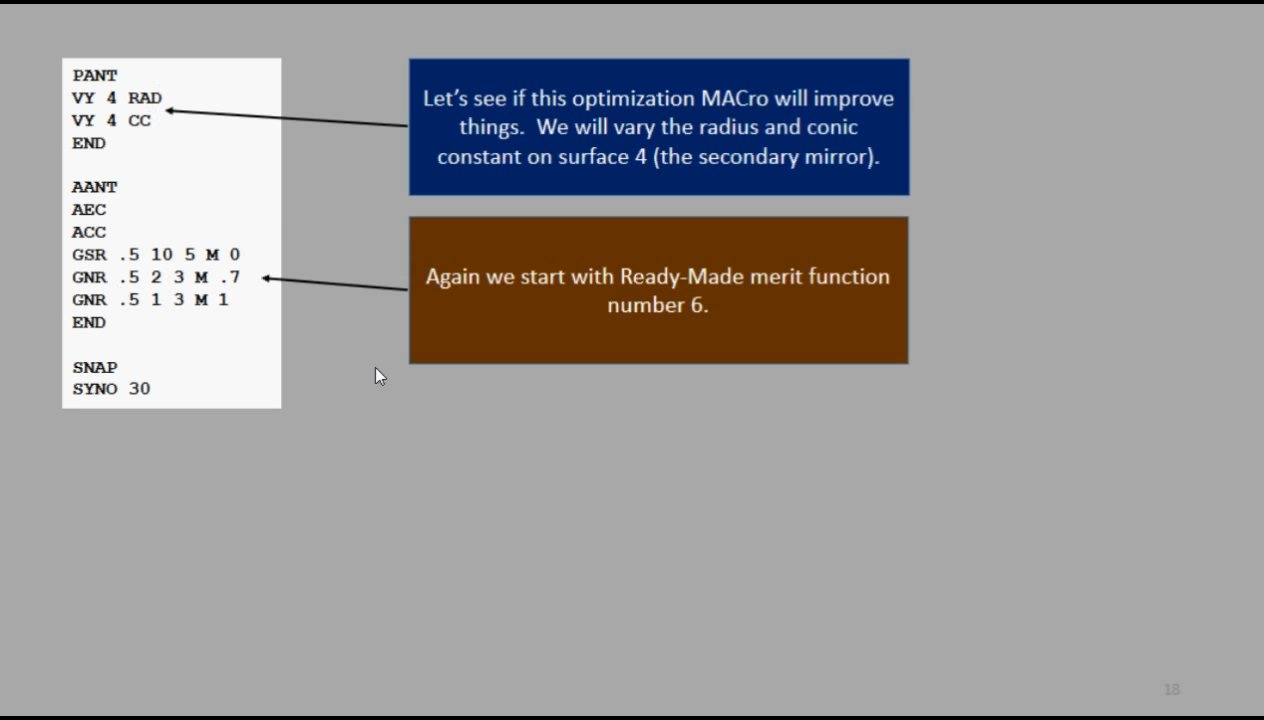 PANT
VY 4 RAD
VY 4 CC
END
AANT
AEC
ACC
GSR .5 10 5 M 0
GNR .5 2 3 M .7
GNR .5 1 3 M 1
END
SNAP
SYNO 30
Let's see if this optimization MACro will improve
things. We will vary the radius and conic
constant on surface 4 (the secondary mirror).
Again we start with Ready-Made merit function
number 6.
18